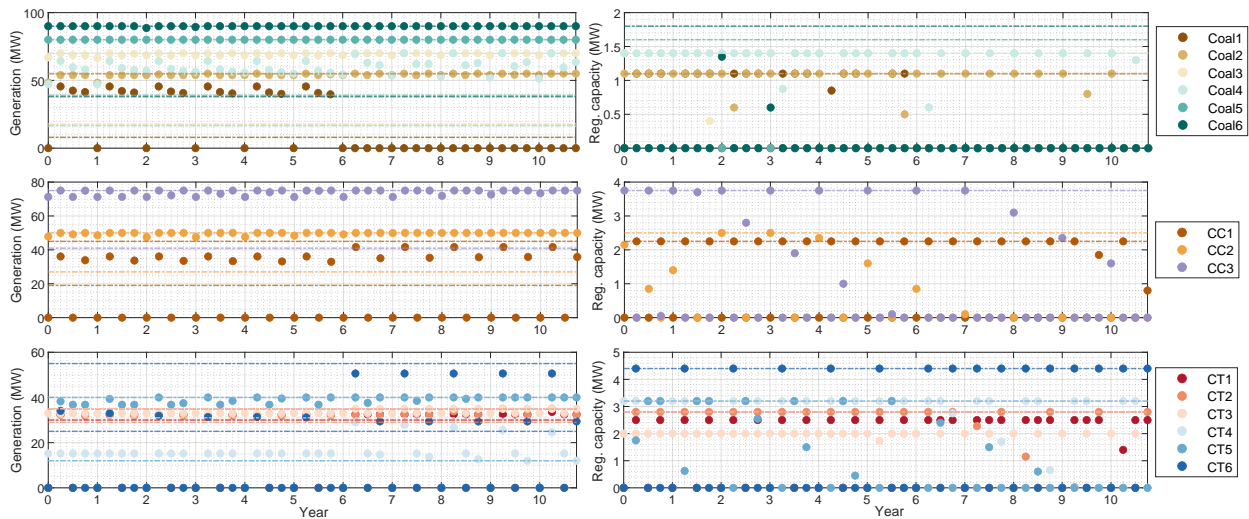 Generation (MW)
100
50
0
0 1 2 3 4 5 6 7 8 9 10
Reg. capacity (MW)
2
1.5
1
0.5
0
0 1 2 3 4 5 6 7 8 9 10
Coal1
Coal2
Coal3
Coal4
Coal5
Coal6
Generation (MW)
80
60
40
20
0
0 1 2 3 4 5 6 7 8 9 10
Reg. capacity (MW)
4
3
2
1
0
0 1 2 3 4 5 6 7 8 9 10
CC1
CC2
CC3
Generation (MW)
60
40
20
0
0 1 2 3 4 5 6 7 8 9 10
Year
Reg. capacity (MW)
5
4
3
2
1
0
0 1 2 3 4 5 6 7 8 9 10
Year
CT1
CT2
CT3
CT4
CT5
CT6